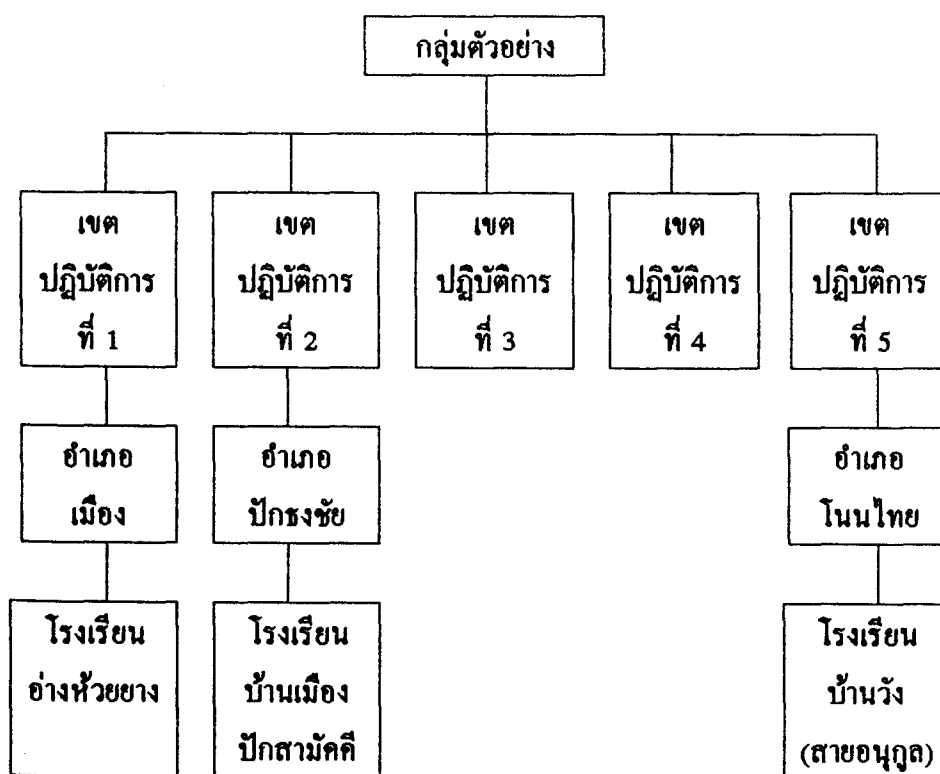 กลุ่มตัวอย่าง
เขต
ปฏิบัติการ
ที่ 1
เขต
ปฏิบัติการ
ที่ 2
เขต
ปฏิบัติการ
ที่ 3
เขต
ปฏิบัติการ
ที่ 4
เขต
ปฏิบัติการ
ที่ 5
อำเภอ
เมือง
อำเภอ
ปักธงชัย
อำเภอ
โนนไทย
โรงเรียน
อ่างห้วยยาง
โรงเรียน
บ้านเมือง
ปักสามัคคี
โรงเรียน
บ้านวัง
(สายอนุกูล)